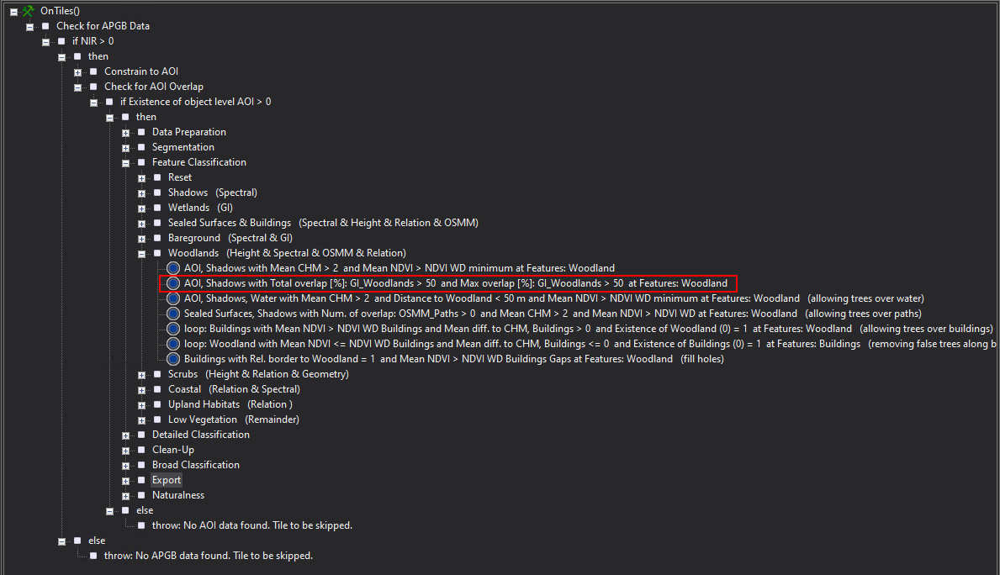 OnTiles()
Check for APGB Data
if NIR > 0
then
Constrain to AOI
Check for AOI Overlap
if Existence of object level AOI > 0
then
Data Preparation
Segmentation
Feature Classification
Reset
Shadows (Spectral)
Wetlands (GI)
Sealed Surfaces & Buildings (Spectral & Height & Relation & OSMM)
Bareground (Spectral & GI)
Woodlands (Height & Spectral & OSMM & Relation)
AOI, Shadows with Mean CHM > 2 and Mean NDVI > NDVI WD minimum at Features: Woodland
AOI, Shadows with Total overlap [%]: GI_Woodlands > 50 and Max overlap [%]: GI_Woodlands > 50 at Features: Woodland
AOI, Shadows, Water with Mean CHM > 2 and Distance to Woodland < 50 m and Mean NDVI > NDVI WD minimum at Features: Woodland (allowing trees over water)
Sealed Surfaces, Shadows with Num. of overlap: OSMM_Paths > 0 and Mean CHM > 2 and Mean NDVI > NDVI WD at Features: Woodland (allowing trees over paths)
loop: Buildings with Mean NDVI > NDVI WD Buildings and Mean diff. to CHM, Buildings > 0 and Existence of Woodland (0) = 1 at Features: Woodland (allowing trees over buildings)
loop: Woodland with Mean NDVI <= NDVI WD Buildings and Mean diff. to CHM, Buildings <= 0 and Existence of Buildings (0) = 1 at Features: Buildings (removing false trees along b
Buildings with Rel. border to Woodland = 1 and Mean NDVI > NDVI WD Buildings Gaps at Features: Woodland (fill holes)
Scrubs (Height & Relation & Geometry)
Coastal (Relation & Spectral)
Upland Habitats (Relation )
Low Vegetation (Remainder)
Detailed Classification
Clean-Up
Broad Classification
Export
Naturalness
else
throw: No AOI data found. Tile to be skipped.
else
throw: No APGB data found. Tile to be skipped.